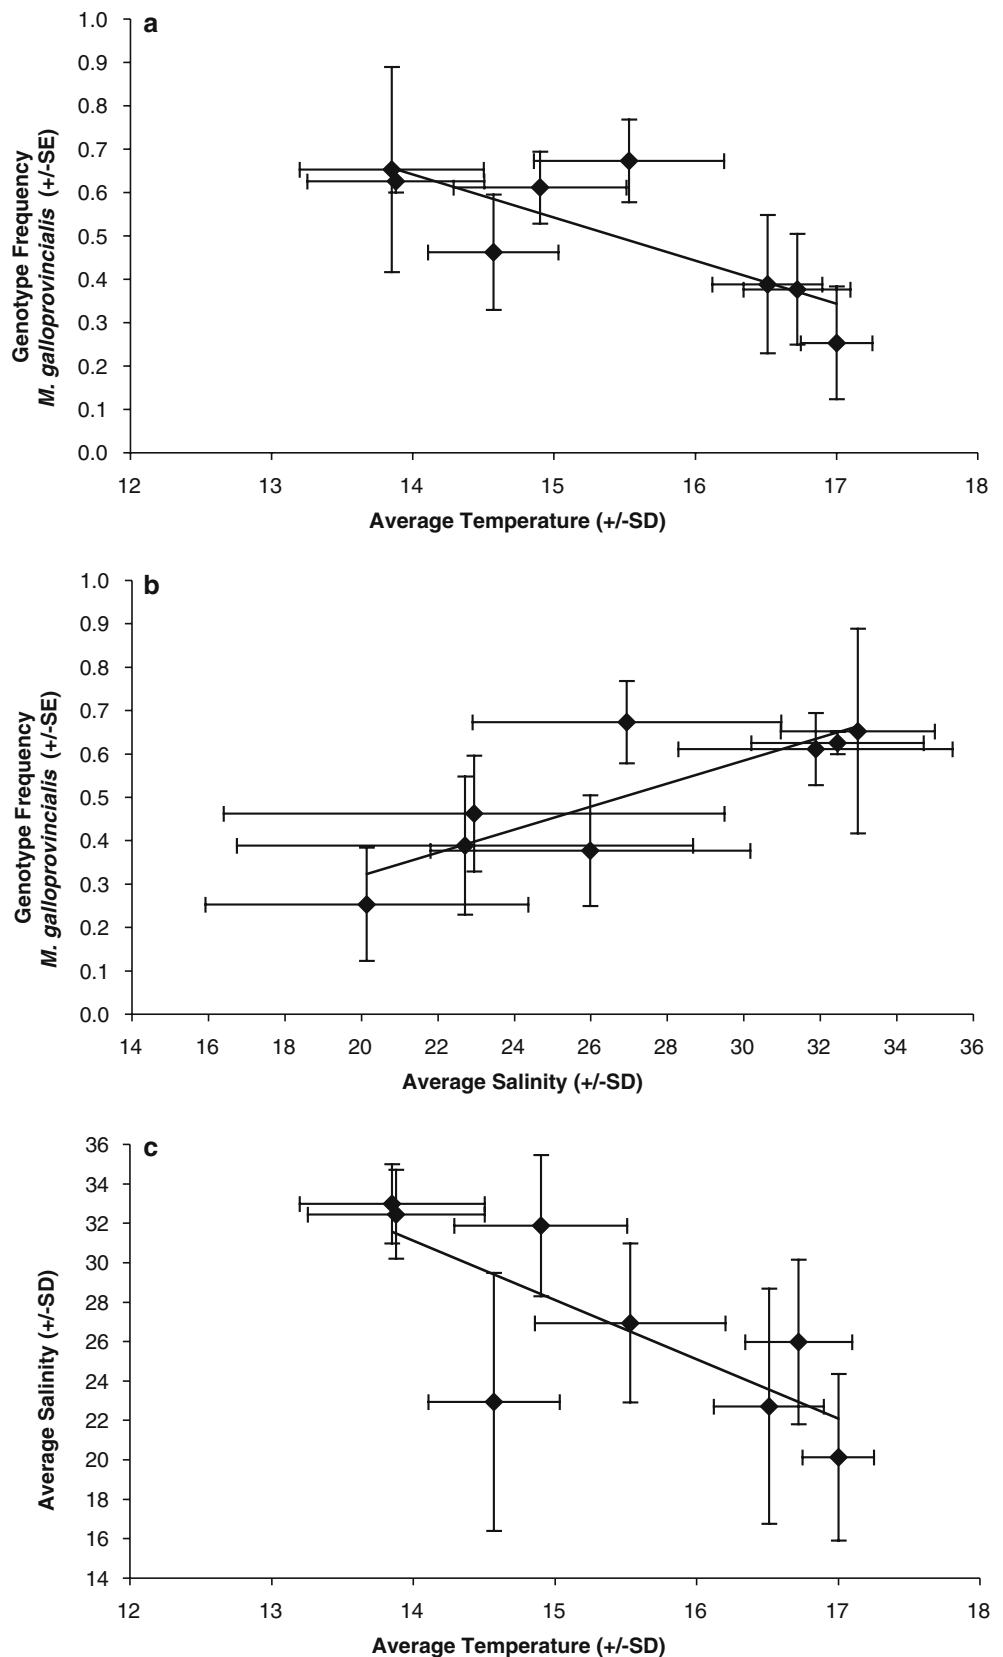 a
1.0
0.9
0.8
0.7
0.6
0.5
0.4
0.3
0.2
0.1
0.0
Genotype Frequency
M. galloprovincialis (+/-SE)
12 13 14 15 16 17 18
Average Temperature (+/-SD)
b
1.0
0.9
0.8
0.7
0.6
0.5
0.4
0.3
0.2
0.1
0.0
Genotype Frequency
M. galloprovincialis (+/-SE)
14 16 18 20 22 24 26 28 30 32 34 36
Average Salinity (+/-SD)
c
36
34
32
30
28
26
24
22
20
18
16
14
Average Salinity (+/-SD)
12 13 14 15 16 17 18
Average Temperature (+/-SD)